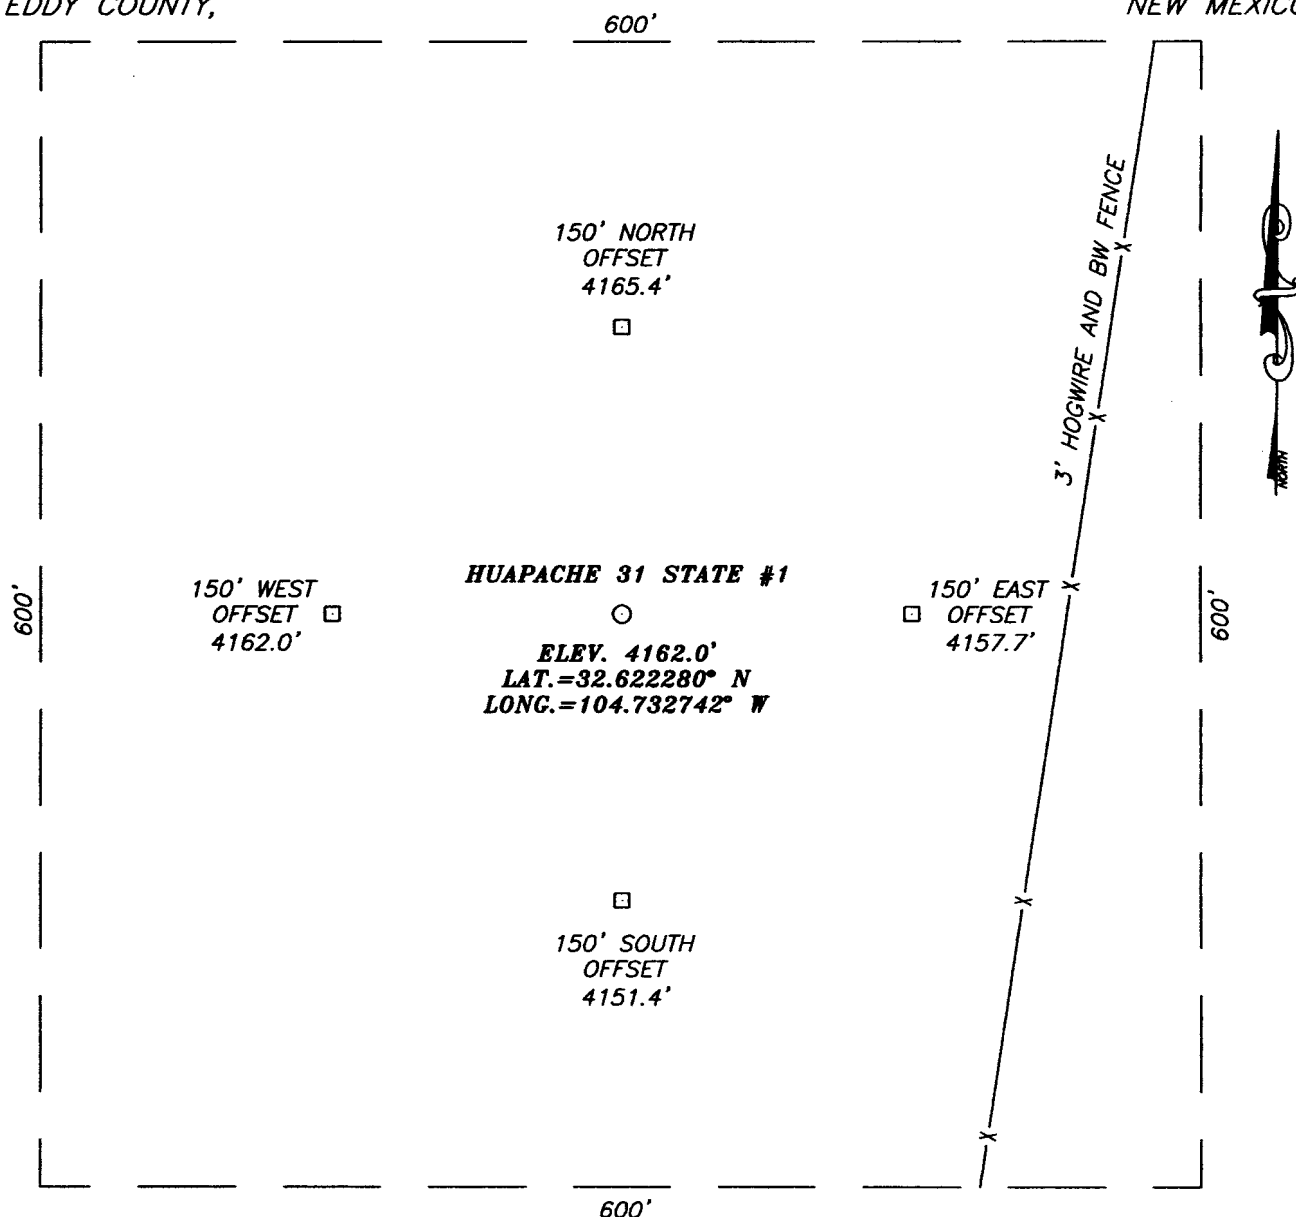 EDDY COUNTY,
NEW MEXICO
600'
3' HOGWIRE AND BW FENCE
150' NORTH
OFFSET
4165.4'
NORTH
600'
150' WEST
OFFSET
4162.0'
HUAPACHE 31 STATE #1
ELEV. 4162.0'
LAT.=32.622280° N
LONG.=104.732742° W
150' EAST
OFFSET
4157.7'
600'
150' SOUTH
OFFSET
4151.4'
600'